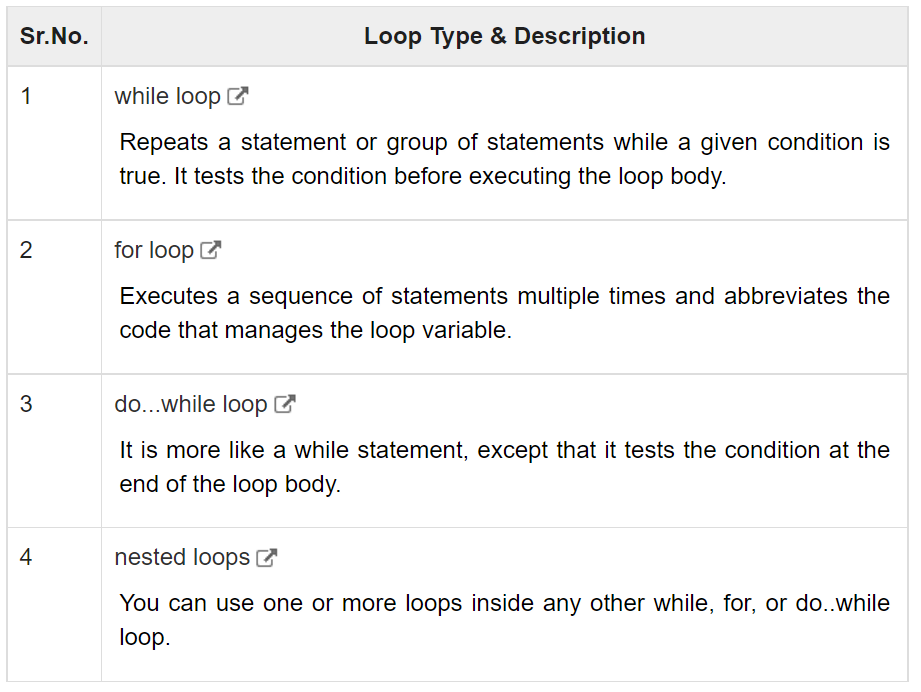 Sr.No. Loop Type & Description
1 while loop
Repeats a statement or group of statements while a given condition is
true. It tests the condition before executing the loop body.
2 for loop
Executes a sequence of statements multiple times and abbreviates the
code that manages the loop variable.
3 do...while loop
It is more like a while statement, except that it tests the condition at the
end of the loop body.
4 nested loops
You can use one or more loops inside any other while, for, or do..while
loop.